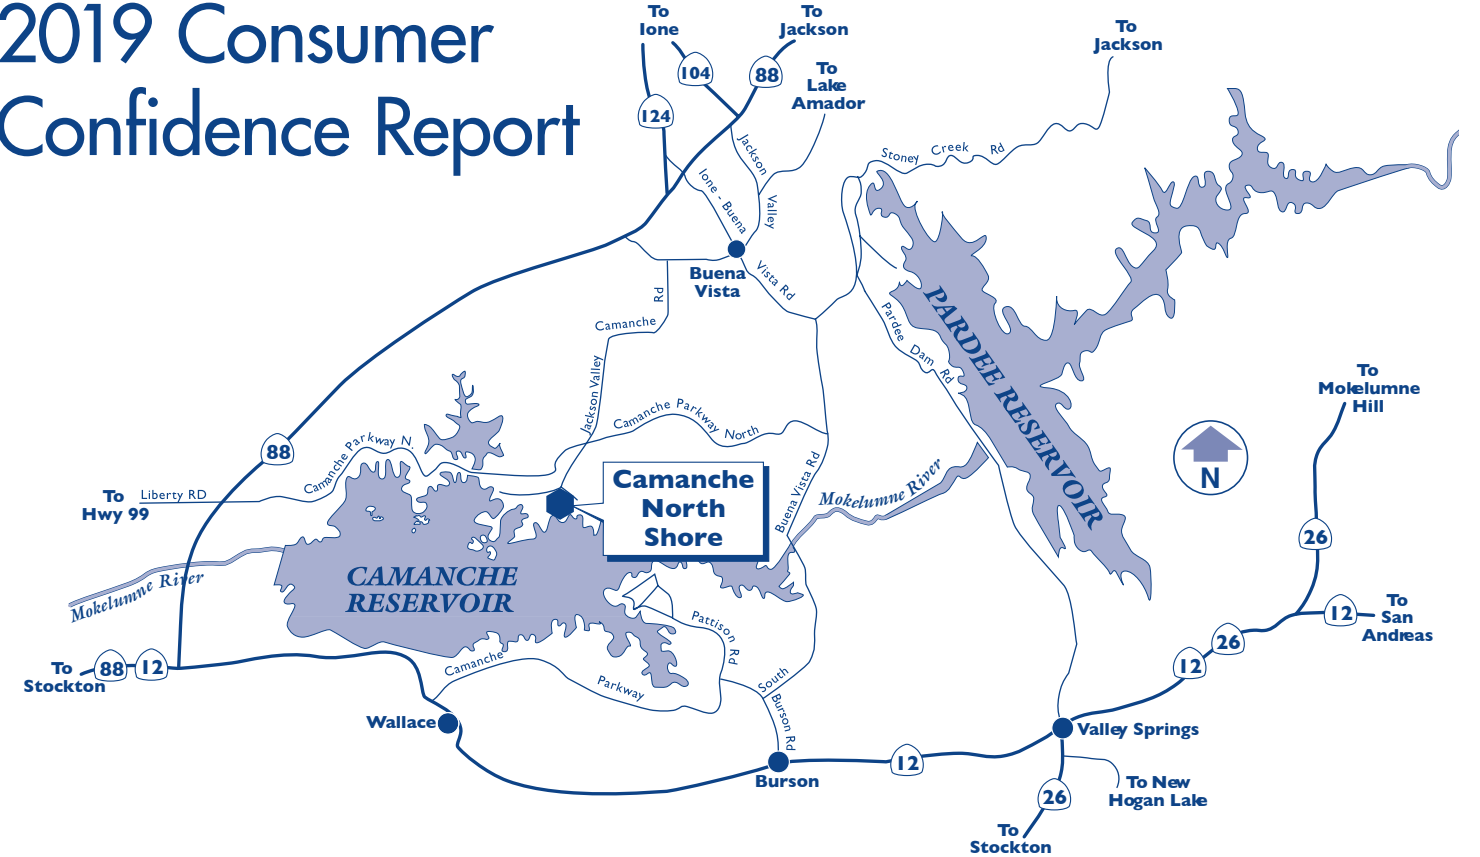 2019 Consumer
Confidence Report
To
Ione
To
Jackson
To
Jackson
104
88
To
Lake
Amador
124
Jackson
Valley
Stoney Creek Rd
Ione - Buena
Vista Rd
Buena
Vista
Rd
Camanche
Jackson Valley
Pardee Dam Rd
PARDEE RESERVOIR
To
Mokelumne
Hill
Camanche Parkway North
Camanche Parkway N.
88
N
Liberty RD
To
Hwy 99
Camanche
North
Shore
Buena Vista Rd
Mokelumne River
26
CAMANCHE
RESERVOIR
Mokelumne River
Pattison Rd
12
To
San
Andreas
26
12
To
Stockton
88
12
Camanche
Parkway
South
Burson Rd
Wallace
Valley Springs
12
Burson
To New
Hogan Lake
26
To
Stockton